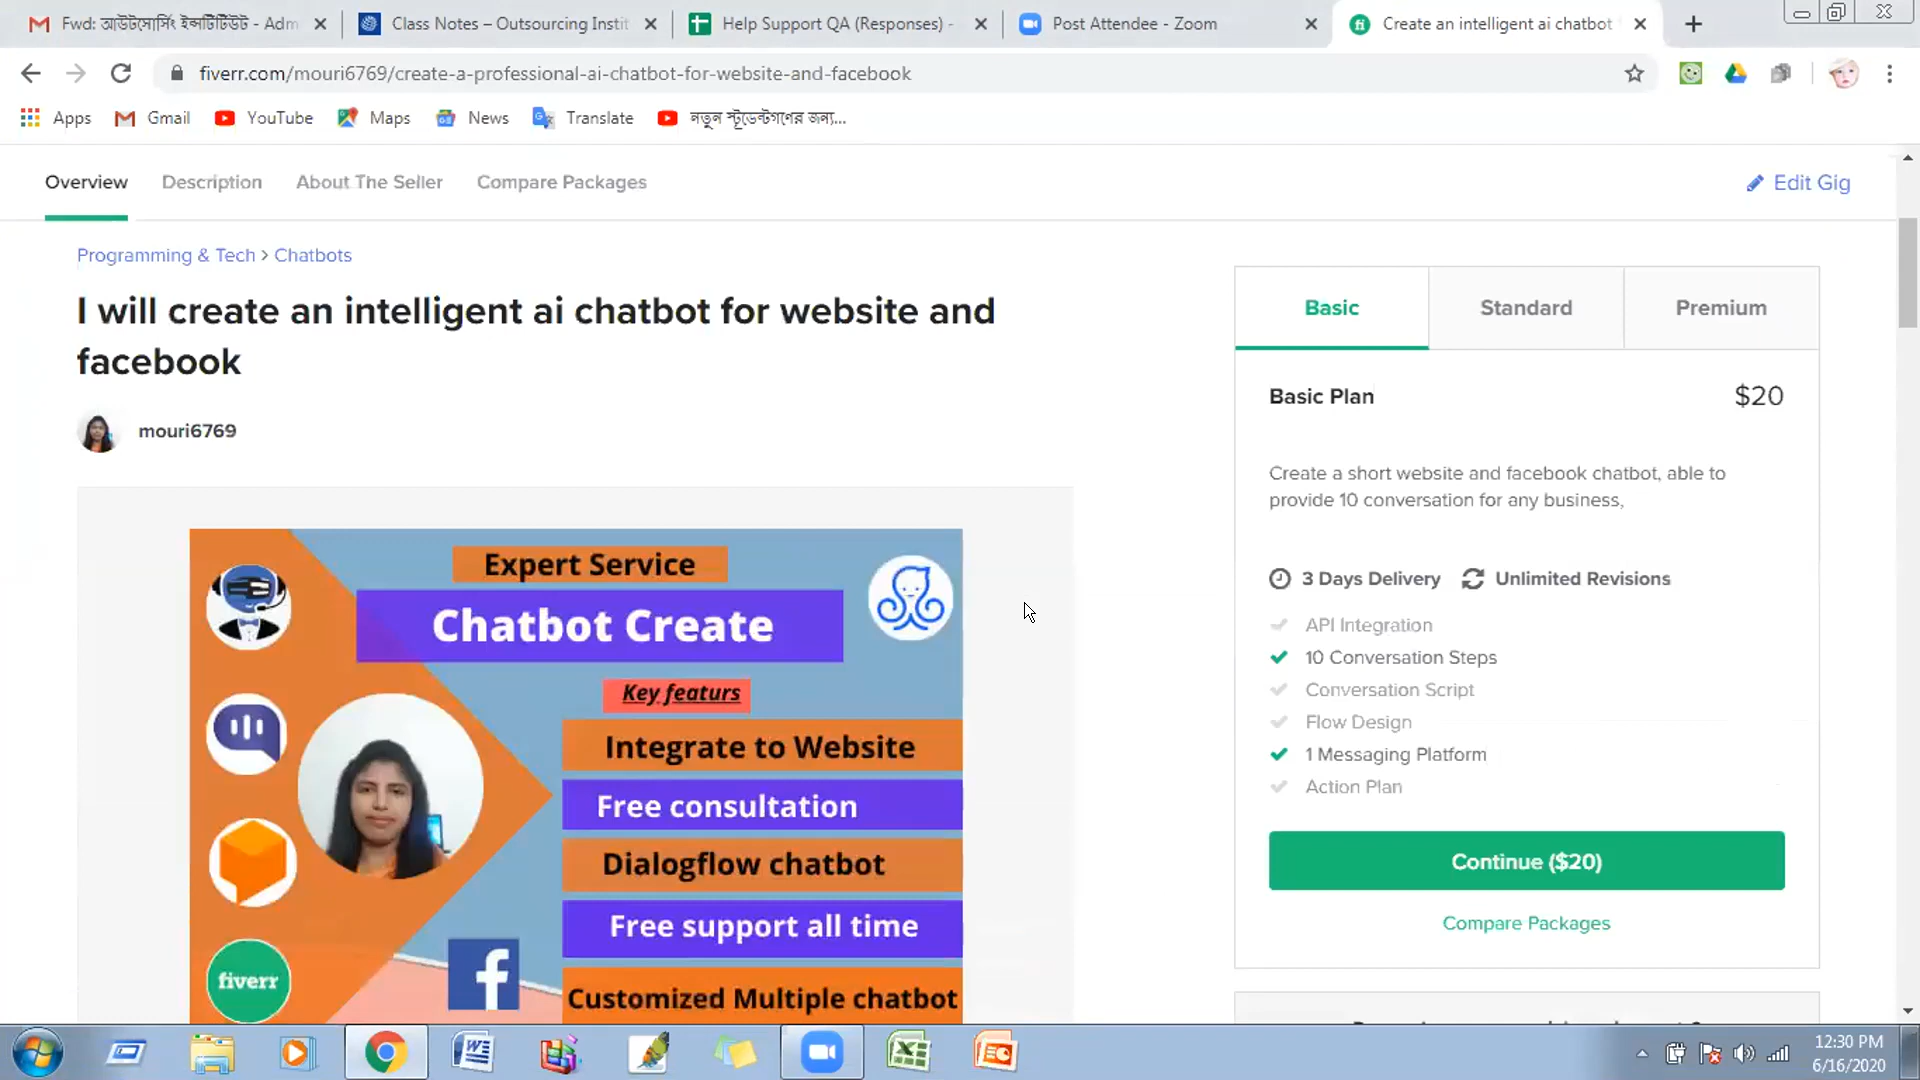 Fwd: আউটসোর্সিং ইন্সটিটিউট - Adm
Class Notes – Outsourcing Instit
Help Support QA (Responses) -
Post Attendee - Zoom
Create an intelligent ai chatbot
fiverr.com/mouri6769/create-a-professional-ai-chatbot-for-website-and-facebook
Apps
Gmail
YouTube
Maps
News
Translate
নতুন স্টুডেন্টগণের জন্য...
Overview
Description
About The Seller
Compare Packages
Edit Gig
Programming & Tech > Chatbots
I will create an intelligent ai chatbot for website and
facebook
mouri6769
Expert Service
Chatbot Create
Key featurs
Integrate to Website
Free consultation
Dialogflow chatbot
Free support all time
Customized Multiple chatbot
fiverr
f
Basic
Standard
Premium
Basic Plan
$20
Create a short website and facebook chatbot, able to
provide 10 conversation for any business,
3 Days Delivery
Unlimited Revisions
API Integration
10 Conversation Steps
Conversation Script
Flow Design
1 Messaging Platform
Action Plan
Continue ($20)
Compare Packages
12:30 PM
6/16/2020